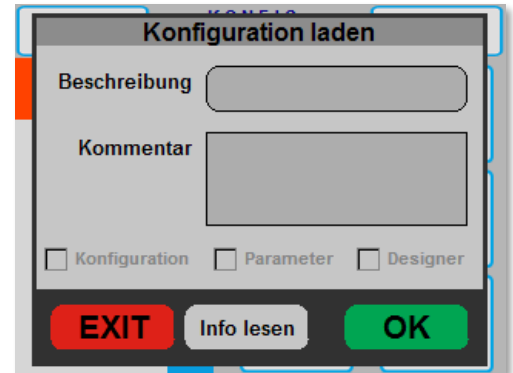 Konfiguration laden
Beschreibung
Kommentar
Konfiguration Parameter Designer
EXIT Info lesen OK